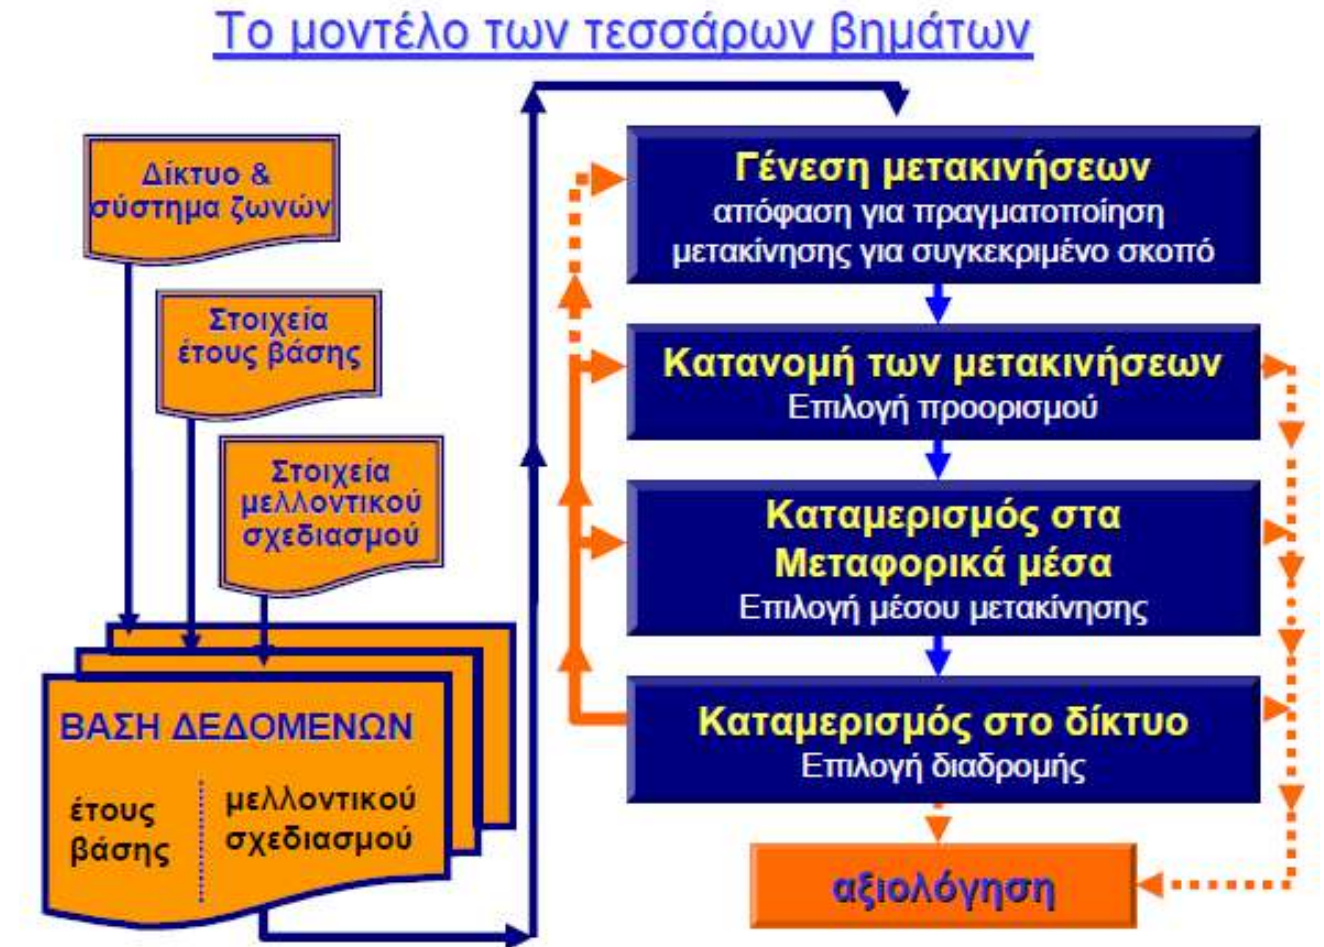 Το μοντέλο των τεσσάρων βημάτων
Δίκτυο &
σύστημα ζωνών
Στοιχεία
έτους βάσης
Στοιχεία
μελλοντικού
σχεδιασμού
ΒΑΣΗ ΔΕΔΟΜΕΝΩΝ
έτους
βάσης
μελλοντικού
σχεδιασμού
Γένεση μετακινήσεων
απόφαση για πραγματοποίηση
μετακίνησης για συγκεκριμένο σκοπό
Κατανομή των μετακινήσεων
Επιλογή προορισμού
Καταμερισμός στα
Μεταφορικά μέσα
Επιλογή μέσου μετακίνησης
Καταμερισμός στο δίκτυο
Επιλογή διαδρομής
αξιολόγηση